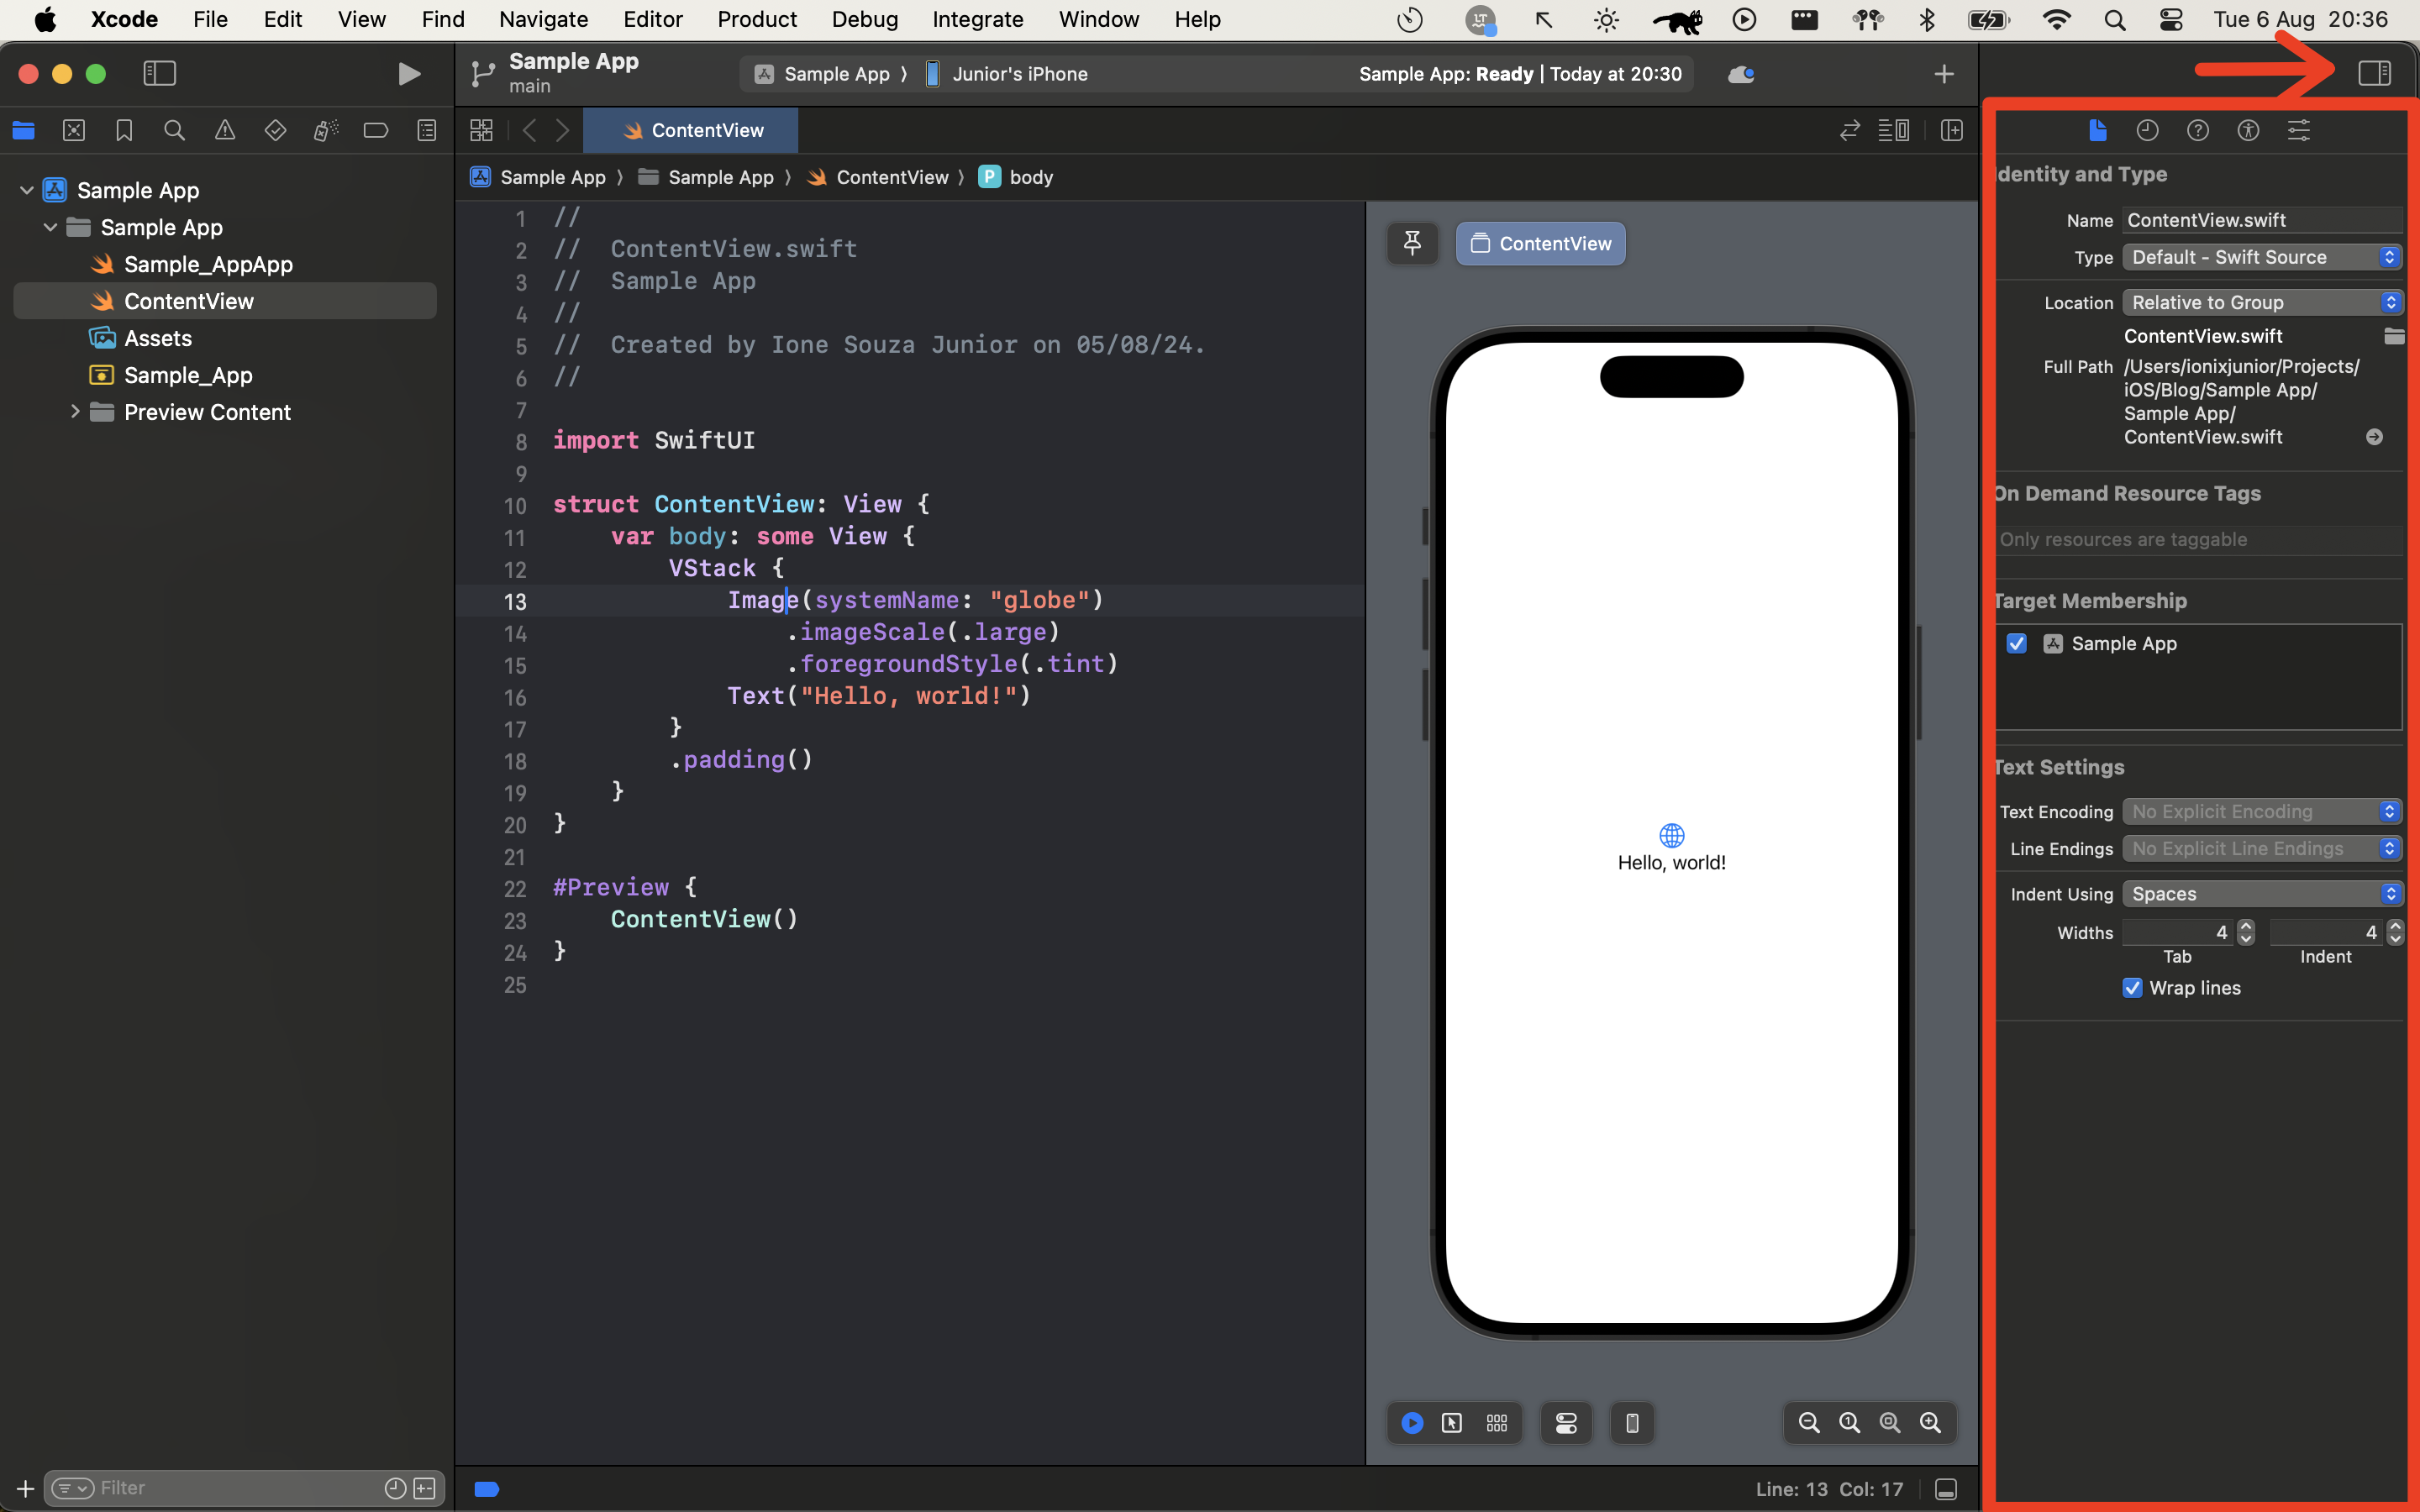 Xcode File Edit View Find Navigate Editor Product Debug Integrate Window Help LT Tue 6 Aug 20:36
Sample App
main
Sample App ⟩ Junior's iPhone
Sample App: Ready | Today at 20:30
ContentView
Sample App ⟩ Sample App ⟩ ContentView ⟩ P body
Sample App
Sample App
Sample_AppApp
ContentView
Assets
Sample_App
Preview Content
Filter
1 //
2 // ContentView.swift
3 // Sample App
4 //
5 // Created by Ione Souza Junior on 05/08/24.
6 //
7
8 import SwiftUI
9
10 struct ContentView: View {
11 var body: some View {
12 VStack {
13 Image(systemName: "globe")
14 .imageScale(.large)
15 .foregroundStyle(.tint)
16 Text("Hello, world!")
17 }
18 .padding()
19 }
20 }
21
22 #Preview {
23 ContentView()
24 }
25
ContentView
Hello, world!
Line: 13 Col: 17
Identity and Type
Name ContentView.swift
Type Default - Swift Source
Location Relative to Group
ContentView.swift
Full Path /Users/ionixjunior/Projects/
iOS/Blog/Sample App/
Sample App/
ContentView.swift
On Demand Resource Tags
Only resources are taggable
Target Membership
Sample App
Text Settings
Text Encoding No Explicit Encoding
Line Endings No Explicit Line Endings
Indent Using Spaces
Widths 4 4
Tab Indent
Wrap lines